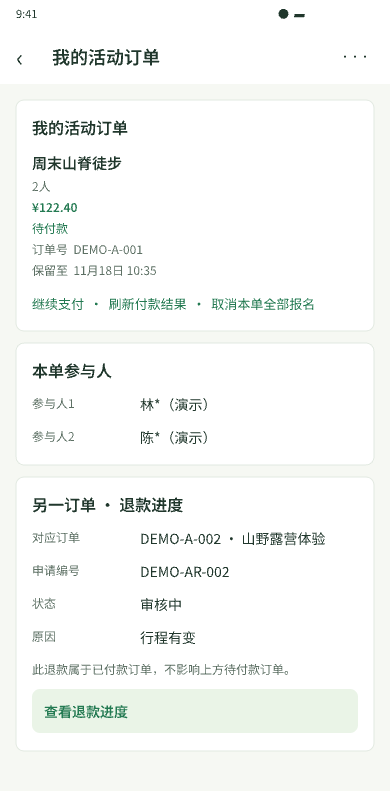 9:41
‹ 我的活动订单 ···
我的活动订单
周末山脊徒步
2人
¥122.40
待付款
订单号 DEMO-A-001
保留至 11月18日 10:35
继续支付 · 刷新付款结果 · 取消本单全部报名
本单参与人
参与人1 林*（演示）
参与人2 陈*（演示）
另一订单 · 退款进度
对应订单 DEMO-A-002 · 山野露营体验
申请编号 DEMO-AR-002
状态 审核中
原因 行程有变
此退款属于已付款订单，不影响上方待付款订单。
查看退款进度